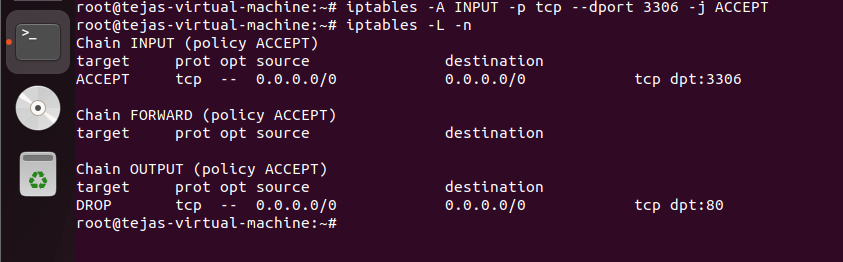 root@tejas-virtual-machine:~# iptables -A INPUT -p tcp --dport 3306 -j ACCEPT
root@tejas-virtual-machine:~# iptables -L -n
Chain INPUT (policy ACCEPT)
target     prot opt source               destination
ACCEPT     tcp  --  0.0.0.0/0            0.0.0.0/0            tcp dpt:3306

Chain FORWARD (policy ACCEPT)
target     prot opt source               destination

Chain OUTPUT (policy ACCEPT)
target     prot opt source               destination
DROP       tcp  --  0.0.0.0/0            0.0.0.0/0            tcp dpt:80
root@tejas-virtual-machine:~#